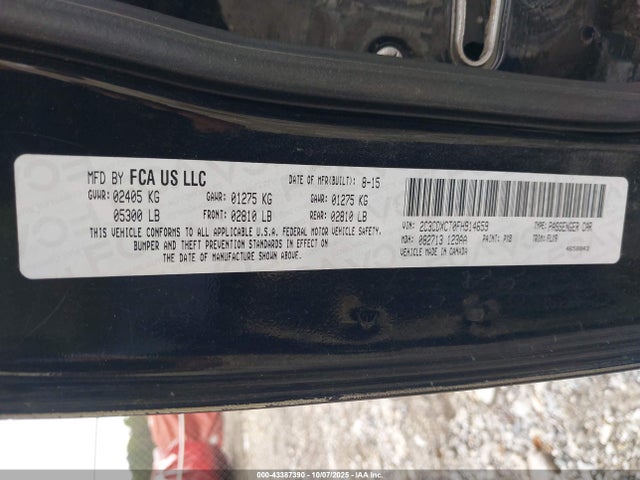 MFD BY FCA US LLC DATE OF MFR(BUILT): 8-15
GVWR: 02405 KG GAWR: 01275 KG GAWR: 01275 KG
05300 LB FRONT: 02810 LB REAR: 02810 LB
THIS VEHICLE CONFORMS TO ALL APPLICABLE U.S.A. FEDERAL MOTOR VEHICLE SAFETY,
BUMPER AND THEFT PREVENTION STANDARDS IN EFFECT ON
THE DATE OF MANUFACTURE SHOWN ABOVE.
VIN: 2C3CDXCT0FH914659 TYPE: PASSENGER CAR
MDH: 082713 123AA PAINT: TRIM:
VEHICLE MADE IN CANADA
000-43387390 | 10/07/2025 - IAA Inc.